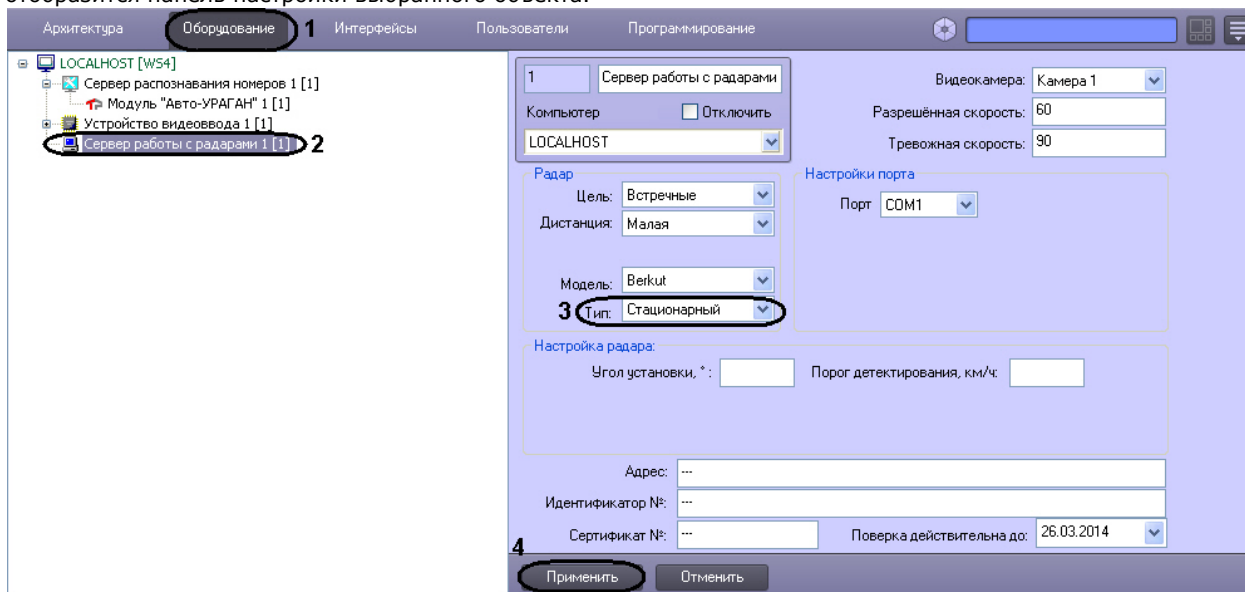 отобразится панель настройки выбранного объекта.
Архитектура Оборудование 1 Интерфейсы Пользователи Программирование
LOCALHOST [WS4]
Сервер распознавания номеров 1 [1]
Модуль "Авто-УРАГАН" 1 [1]
Устройство видеоввода 1 [1]
Сервер работы с радарами 1 [1] 2
1 Сервер работы с радарами
Компьютер Отключить
LOCALHOST
Видеокамера: Камера 1
Разрешённая скорость: 60
Тревожная скорость: 90
Радар
Цель: Встречные
Дистанция: Малая
Модель: Berkut
3 Тип: Стационарный
Настройки порта
Порт COM1
Настройка радара:
Угол установки, °: Порог детектирования, км/ч:
Адрес: ---
Идентификатор №: ---
Сертификат №: --- Поверка действительна до: 26.03.2014
4
Применить Отменить